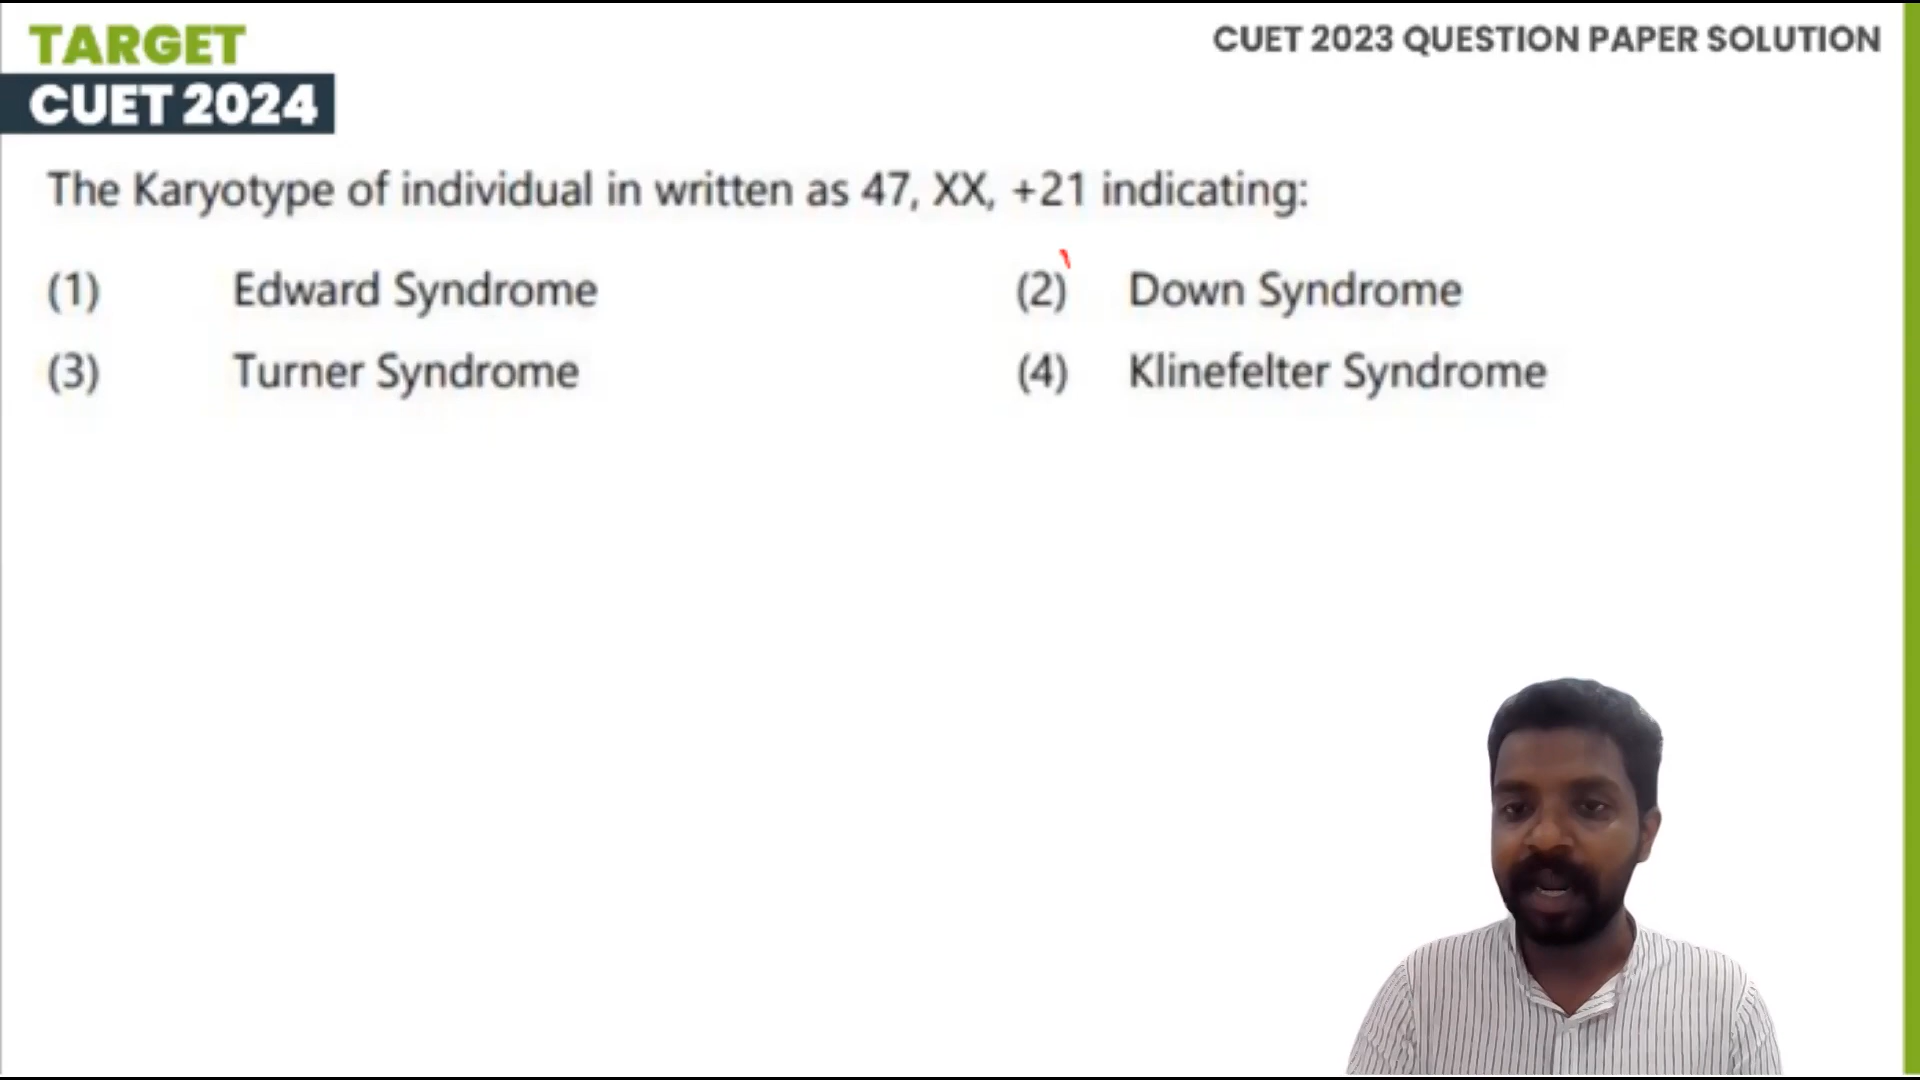 TARGET
CUET 2024
CUET 2023 QUESTION PAPER SOLUTION
The Karyotype of individual in written as 47, XX, +21 indicating:
(1) Edward Syndrome (2) Down Syndrome
(3) Turner Syndrome (4) Klinefelter Syndrome